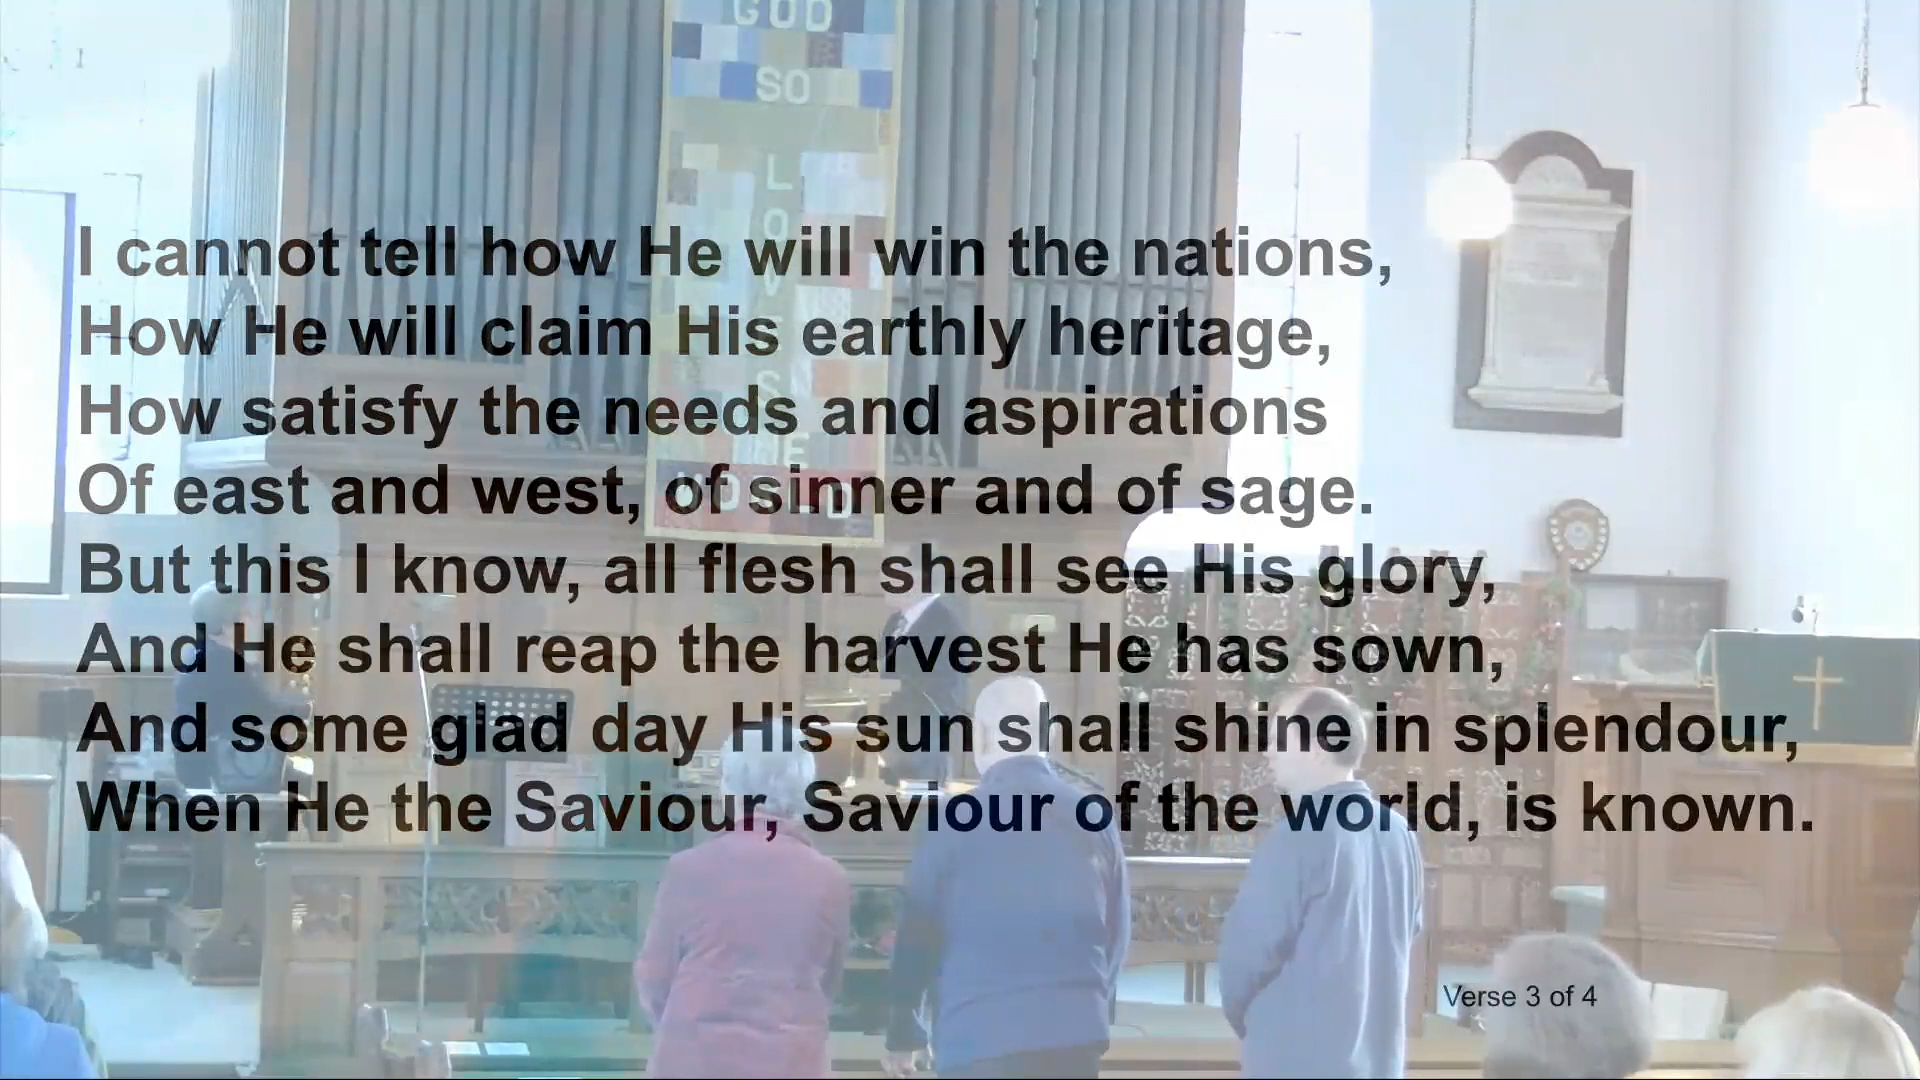 GOD
SO
LOVES
THE
WORLD
I cannot tell how He will win the nations,
How He will claim His earthly heritage,
How satisfy the needs and aspirations
Of east and west, of sinner and of sage.
But this I know, all flesh shall see His glory,
And He shall reap the harvest He has sown,
And some glad day His sun shall shine in splendour,
When He the Saviour, Saviour of the world, is known.
Verse 3 of 4